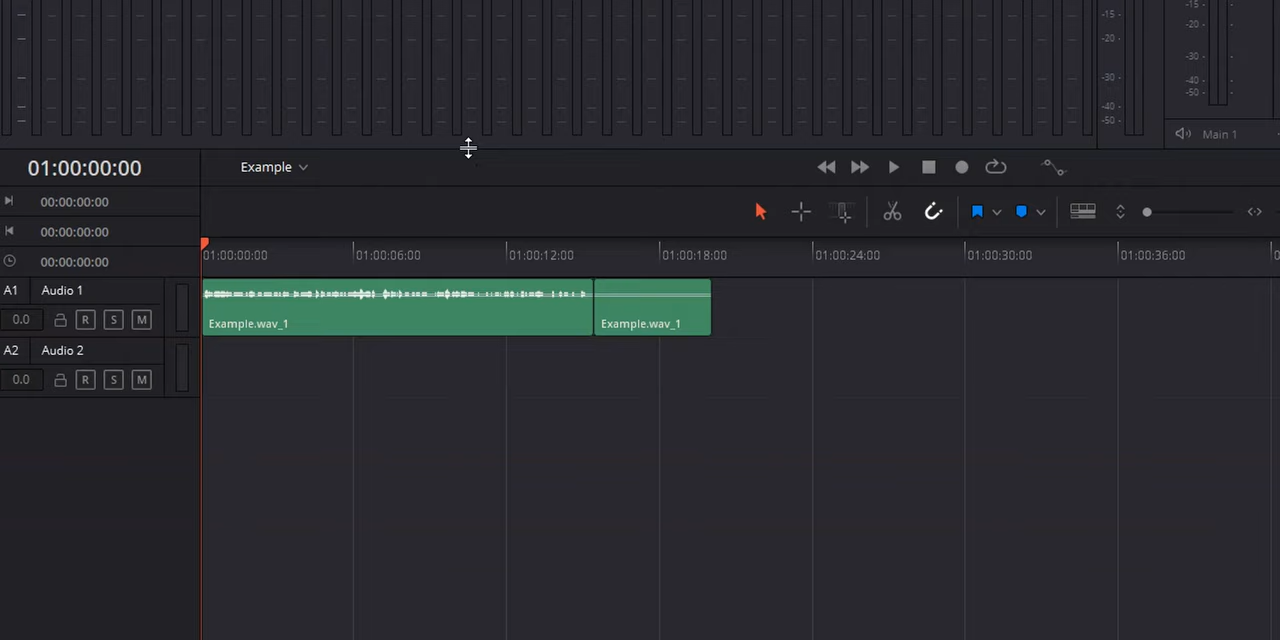 -15
-20
-30
-40
-50
-15
-20
-30
-40
-50
Main 1
01:00:00:00
Example
00:00:00:00
00:00:00:00
00:00:00:00
01:00:00:00
01:00:06:00
01:00:12:00
01:00:18:00
01:00:24:00
01:00:30:00
01:00:36:00
A1 Audio 1
0.0 R S M
Example.wav_1
Example.wav_1
A2 Audio 2
0.0 R S M